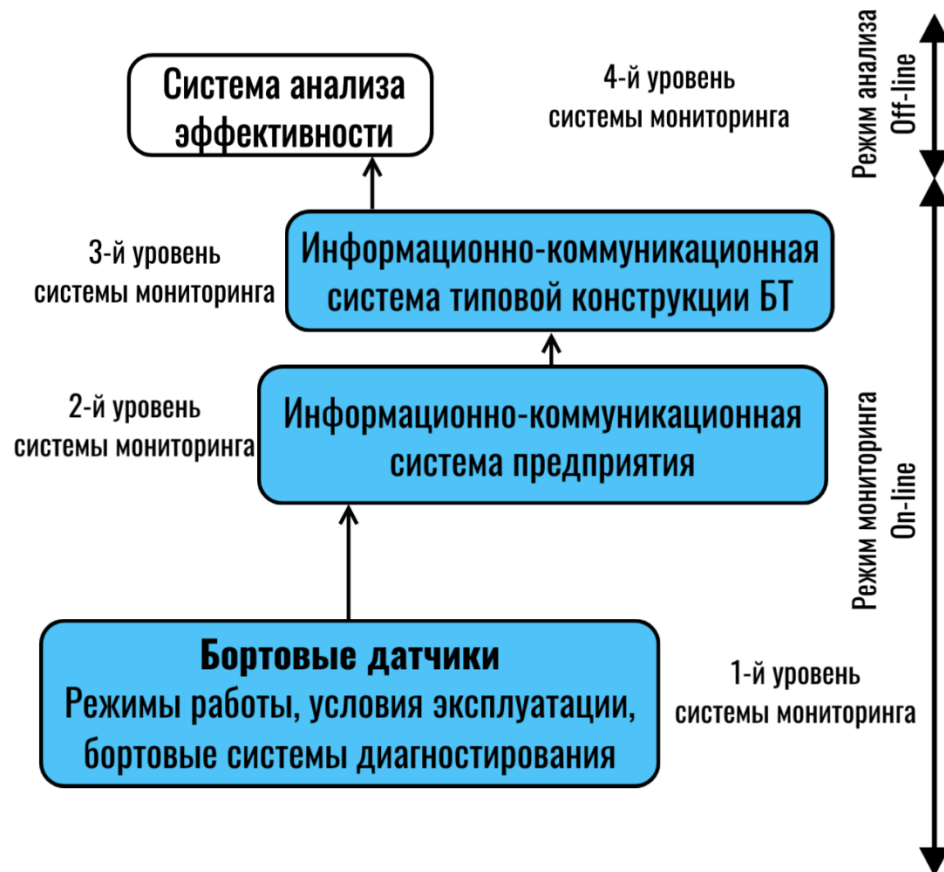 Система анализа
эффективности
4-й уровень
системы мониторинга
Режим анализа
Off-line
3-й уровень
системы мониторинга
Информационно-коммуникационная
система типовой конструкции БТ
2-й уровень
системы мониторинга
Информационно-коммуникационная
система предприятия
Режим мониторинга
On-line
Бортовые датчики
Режимы работы, условия эксплуатации,
бортовые системы диагностирования
1-й уровень
системы мониторинга